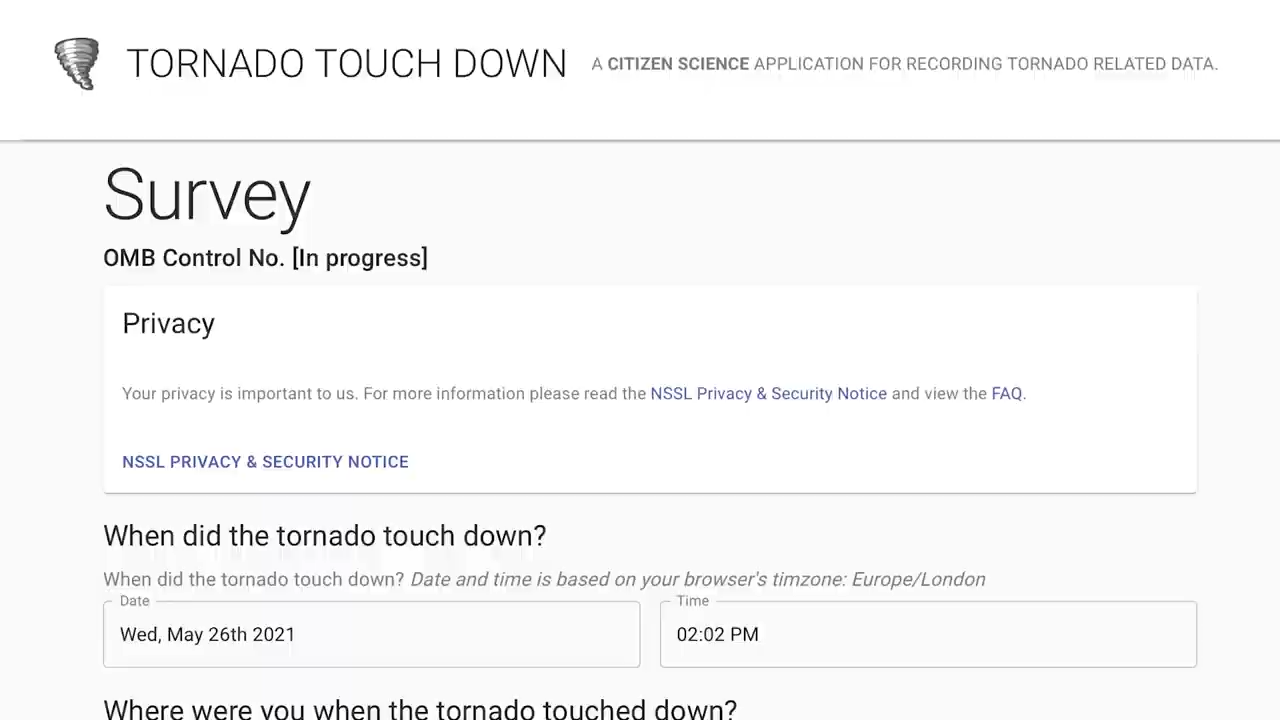 TORNADO TOUCH DOWN A CITIZEN SCIENCE APPLICATION FOR RECORDING TORNADO RELATED DATA.
Survey
OMB Control No. [In progress]
Privacy
Your privacy is important to us. For more information please read the NSSL Privacy & Security Notice and view the FAQ.
NSSL PRIVACY & SECURITY NOTICE
When did the tornado touch down?
When did the tornado touch down? Date and time is based on your browser's timzone: Europe/London
Date Time
Wed, May 26th 2021 02:02 PM
Where were you when the tornado touched down?